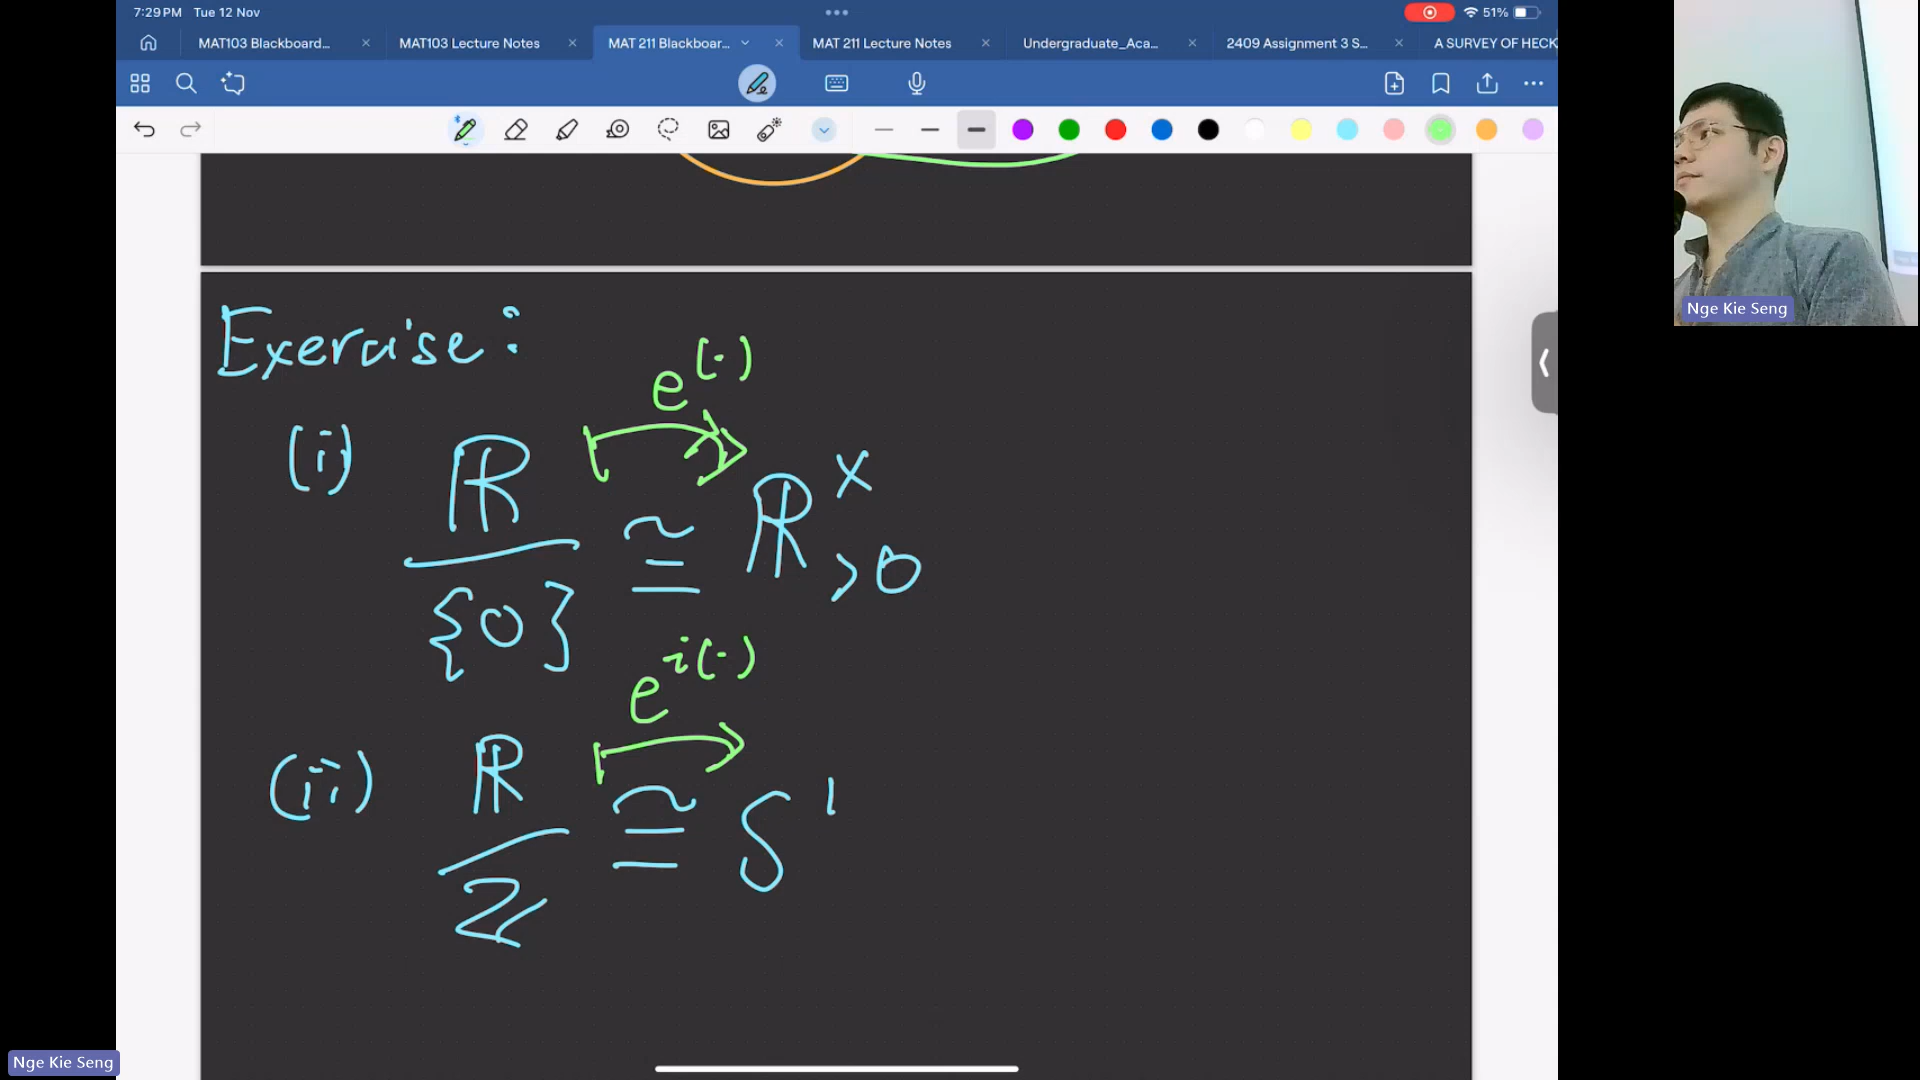 7:29 PM Tue 12 Nov
51%
MAT103 Blackboard...
MAT103 Lecture Notes
MAT 211 Blackboar...
MAT 211 Lecture Notes
Undergraduate_Aca...
2409 Assignment 3 S...
A SURVEY OF HECK
Exercise:
e^(·)
(i) ℝ/{0} ≅ ℝ^×_>0
e^i(·)
(ii) ℝ/ℤ ≅ S^1
Nge Kie Seng
Nge Kie Seng